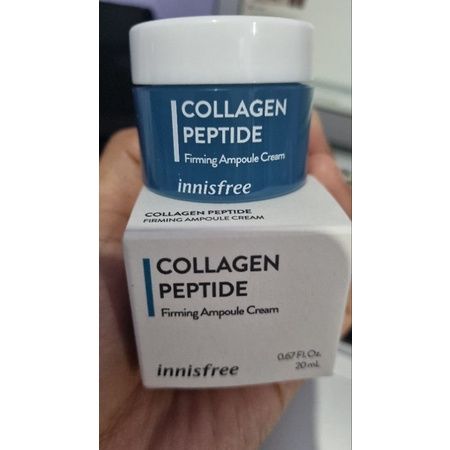 COLLAGEN
PEPTIDE
Firming Ampoule Cream
innisfree
COLLAGEN PEPTIDE
FIRMING AMPOULE CREAM
COLLAGEN
PEPTIDE
Firming Ampoule Cream
innisfree
0.67 Fl. Oz.
20 mL